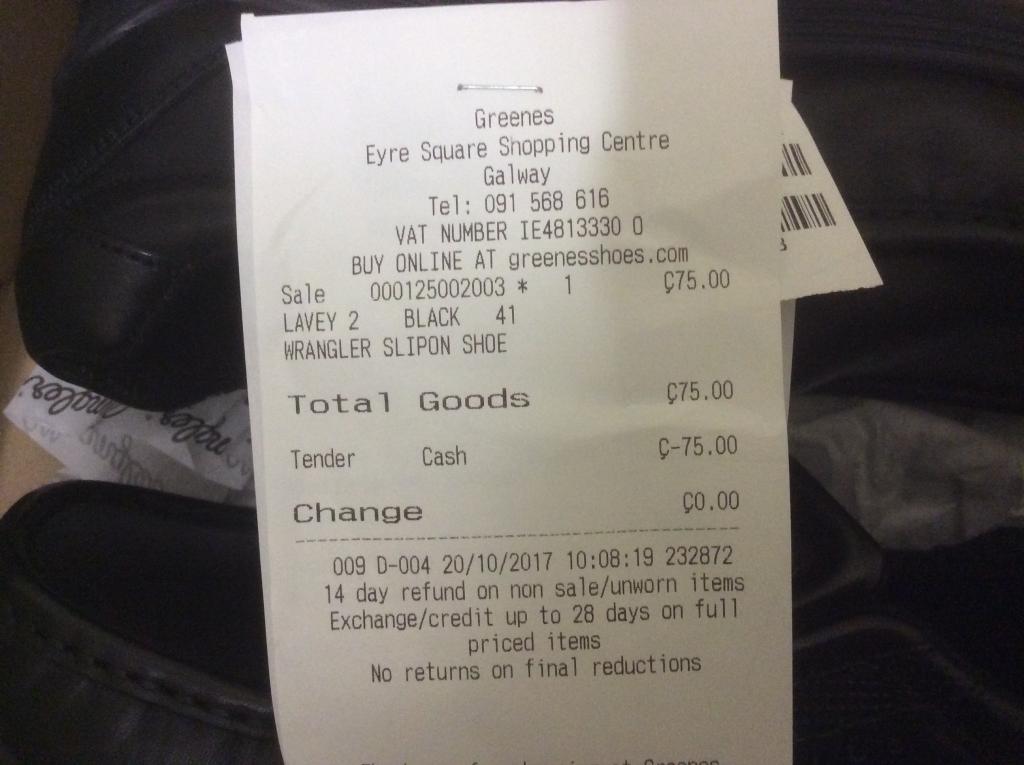 Greenes
Eyre Square Shopping Centre
Galway
Tel: 091 568 616
VAT NUMBER IE4813330 O
BUY ONLINE AT greenesshoes.com
Sale 000125002003 * 1 Ç75.00
LAVEY 2 BLACK 41
WRANGLER SLIPON SHOE
Total Goods Ç75.00
Tender Cash Ç-75.00
Change Ç0.00
009 D-004 20/10/2017 10:08:19 232872
14 day refund on non sale/unworn items
Exchange/credit up to 28 days on full
priced items
No returns on final reductions